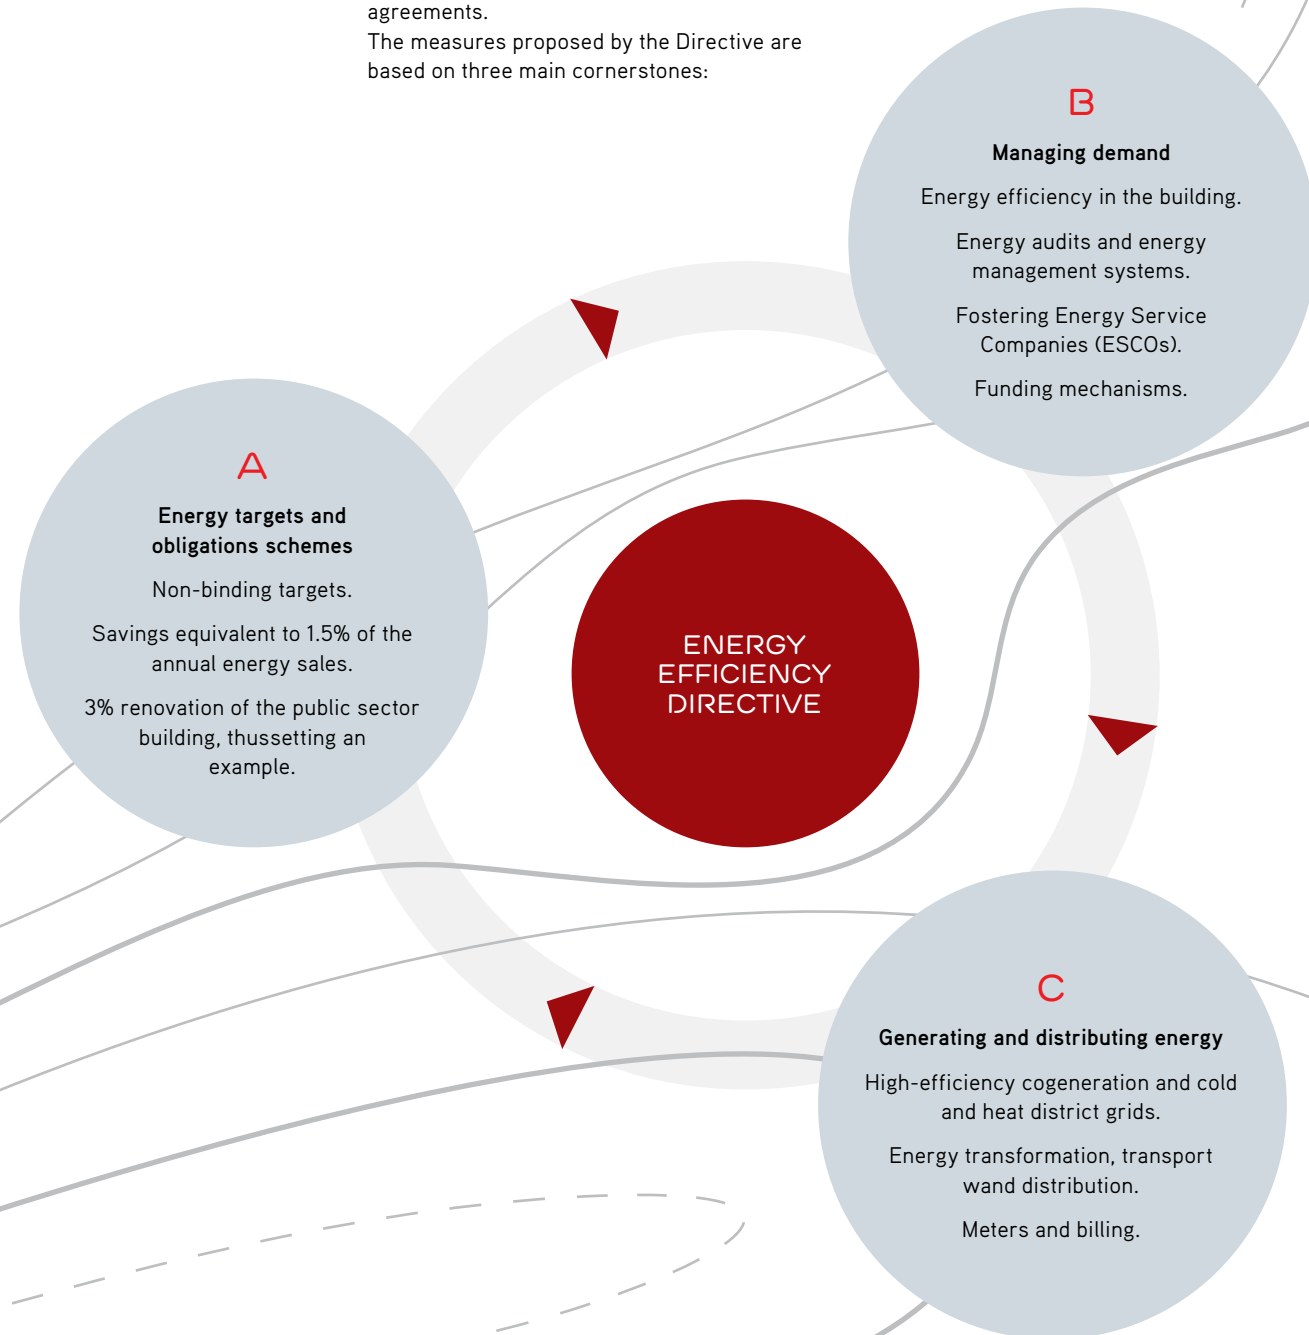 agreements.
The measures proposed by the Directive are
based on three main cornerstones:
B
Managing demand
Energy efficiency in the building.
Energy audits and energy
management systems.
Fostering Energy Service
Companies (ESCOs).
Funding mechanisms.
A
Energy targets and
obligations schemes
Non-binding targets.
Savings equivalent to 1.5% of the
annual energy sales.
3% renovation of the public sector
building, thussetting an
example.
ENERGY
EFFICIENCY
DIRECTIVE
C
Generating and distributing energy
High-efficiency cogeneration and cold
and heat district grids.
Energy transformation, transport
wand distribution.
Meters and billing.